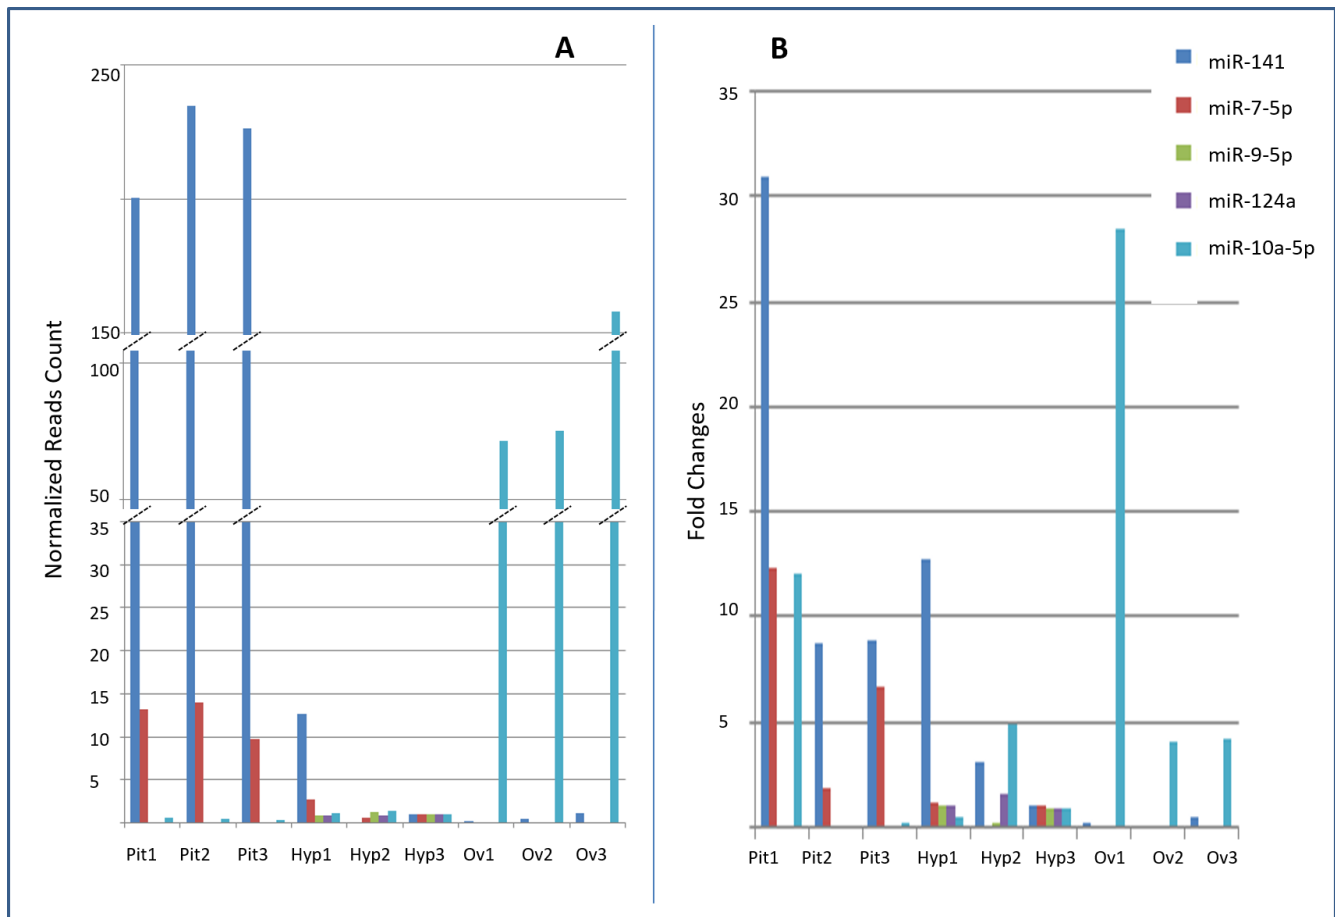 A
Normalized Reads Count
250
150
100
50
35
30
25
20
15
10
5
Pit1 Pit2 Pit3 Hyp1 Hyp2 Hyp3 Ov1 Ov2 Ov3
B
miR-141
miR-7-5p
miR-9-5p
miR-124a
miR-10a-5p
Fold Changes
35
30
25
20
15
10
5
Pit1 Pit2 Pit3 Hyp1 Hyp2 Hyp3 Ov1 Ov2 Ov3